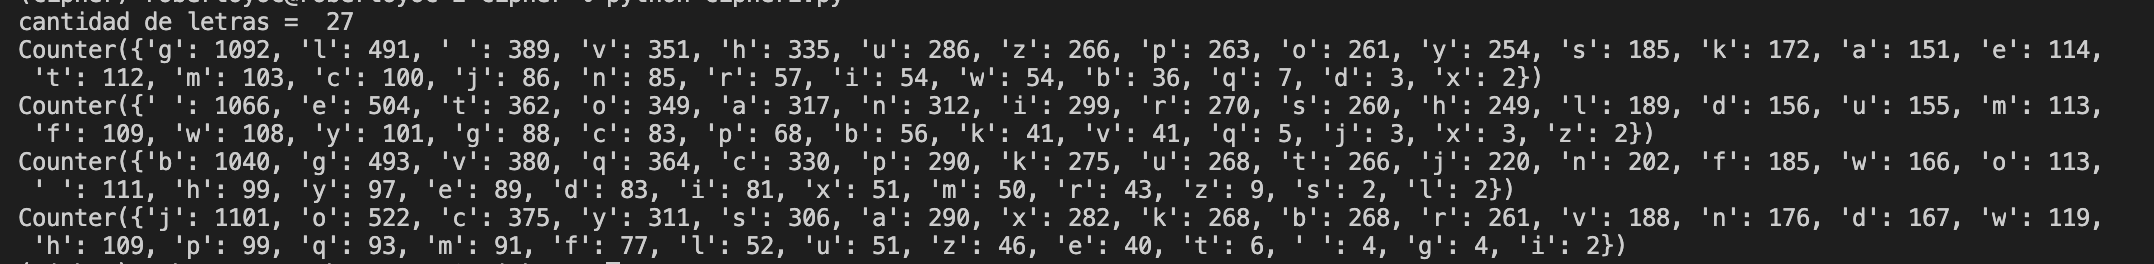 cantidad de letras =  27
Counter({'g': 1092, 'l': 491, ' ': 389, 'v': 351, 'h': 335, 'u': 286, 'z': 266, 'p': 263, 'o': 261, 'y': 254, 's': 185, 'k': 172, 'a': 151, 'e': 114,
 't': 112, 'm': 103, 'c': 100, 'j': 86, 'n': 85, 'r': 57, 'i': 54, 'w': 54, 'b': 36, 'q': 7, 'd': 3, 'x': 2})
Counter({' ': 1066, 'e': 504, 't': 362, 'o': 349, 'a': 317, 'n': 312, 'i': 299, 'r': 270, 's': 260, 'h': 249, 'l': 189, 'd': 156, 'u': 155, 'm': 113,
 'f': 109, 'w': 108, 'y': 101, 'g': 88, 'c': 83, 'p': 68, 'b': 56, 'k': 41, 'v': 41, 'q': 5, 'j': 3, 'x': 3, 'z': 2})
Counter({'b': 1040, 'g': 493, 'v': 380, 'q': 364, 'c': 330, 'p': 290, 'k': 275, 'u': 268, 't': 266, 'j': 220, 'n': 202, 'f': 185, 'w': 166, 'o': 113,
 ' ': 111, 'h': 99, 'y': 97, 'e': 89, 'd': 83, 'i': 81, 'x': 51, 'm': 50, 'r': 43, 'z': 9, 's': 2, 'l': 2})
Counter({'j': 1101, 'o': 522, 'c': 375, 'y': 311, 's': 306, 'a': 290, 'x': 282, 'k': 268, 'b': 268, 'r': 261, 'v': 188, 'n': 176, 'd': 167, 'w': 119,
 'h': 109, 'p': 99, 'q': 93, 'm': 91, 'f': 77, 'l': 52, 'u': 51, 'z': 46, 'e': 40, 't': 6, ' ': 4, 'g': 4, 'i': 2})